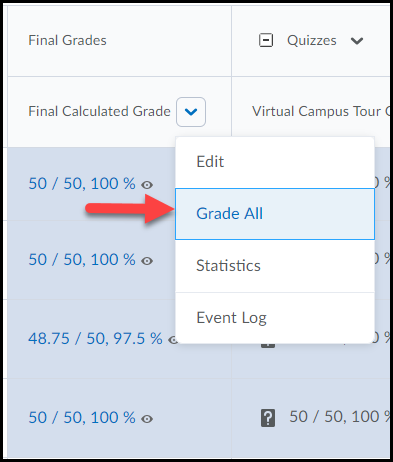 Final Grades
Quizzes
Final Calculated Grade
Virtual Campus Tour
50 / 50, 100 %
Edit
Grade All
50 / 50, 100 %
Statistics
0 %
Event Log
48.75 / 50, 97.5 %
50 / 50, 100 %
50 / 50, 100 %